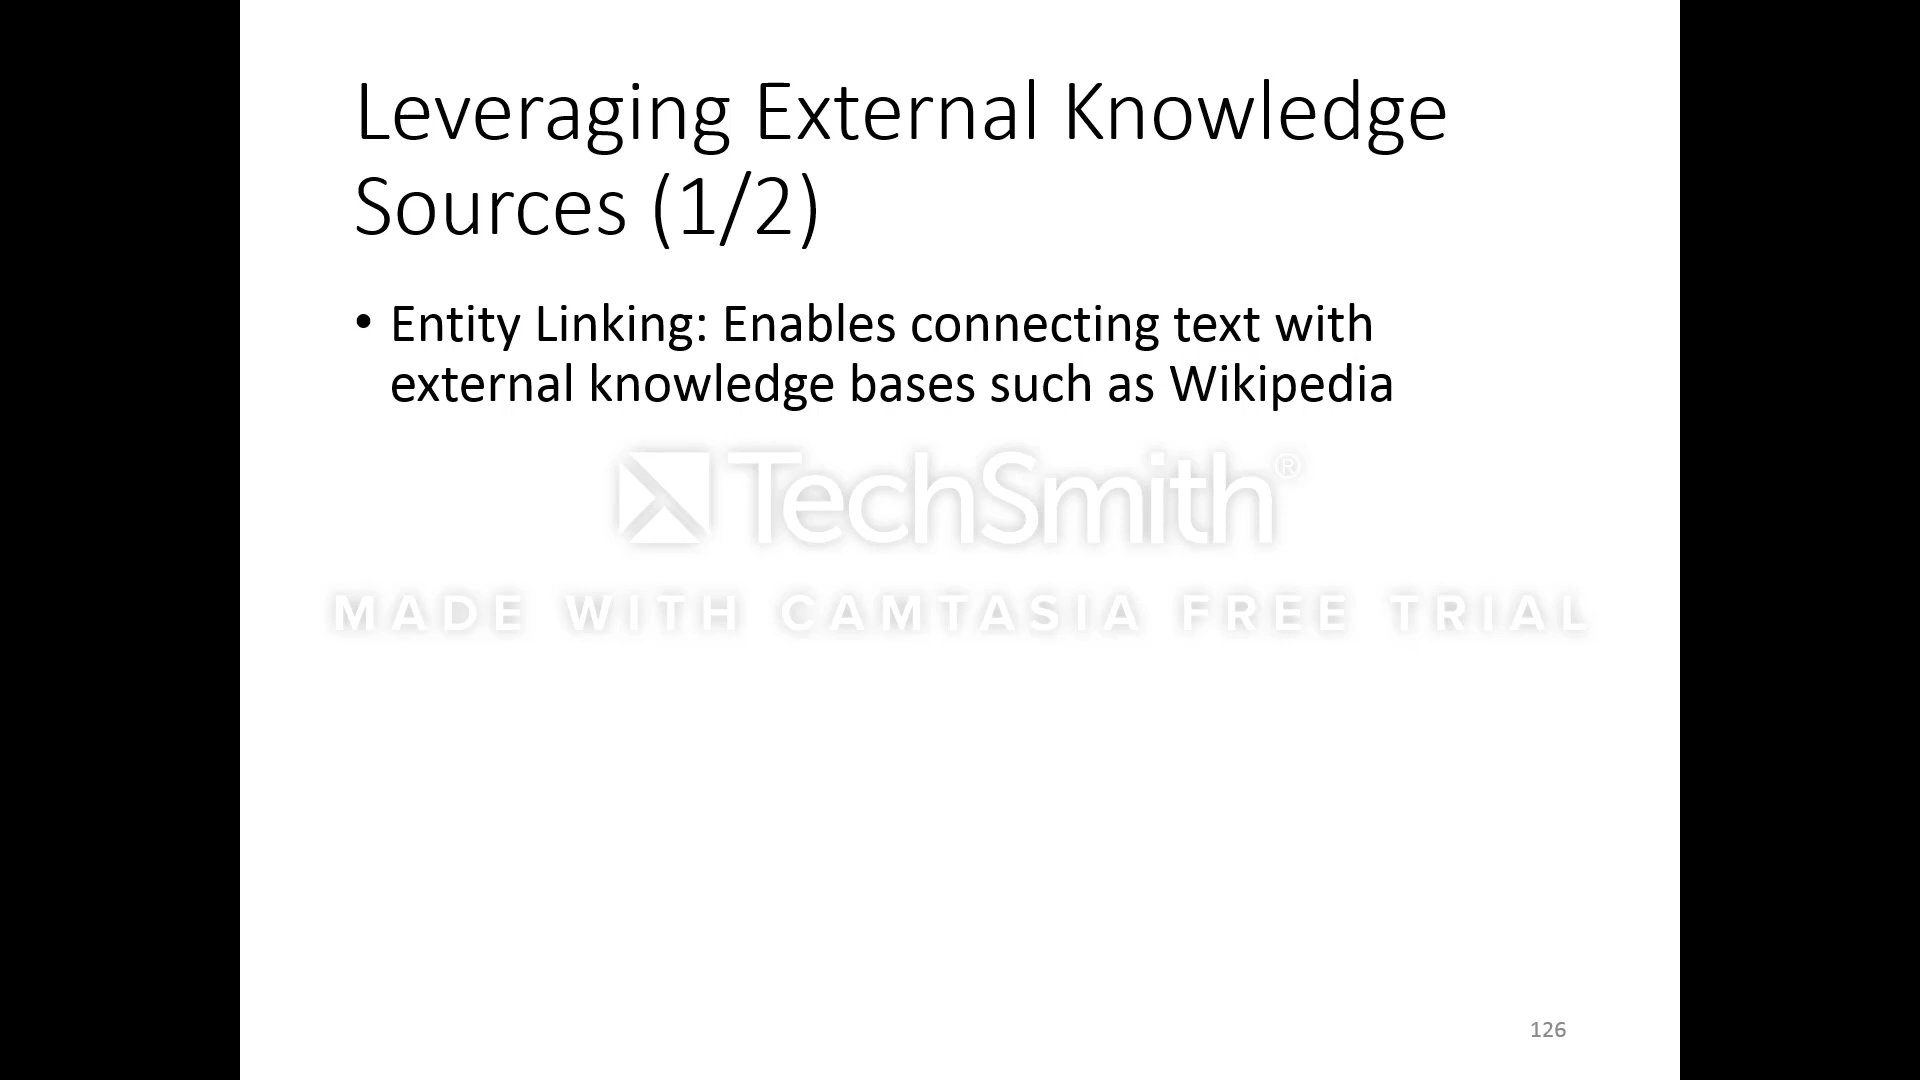 Leveraging External Knowledge
Sources (1/2)
• Entity Linking: Enables connecting text with
external knowledge bases such as Wikipedia
TechSmith®
MADE WITH CAMTASIA FREE TRIAL
126